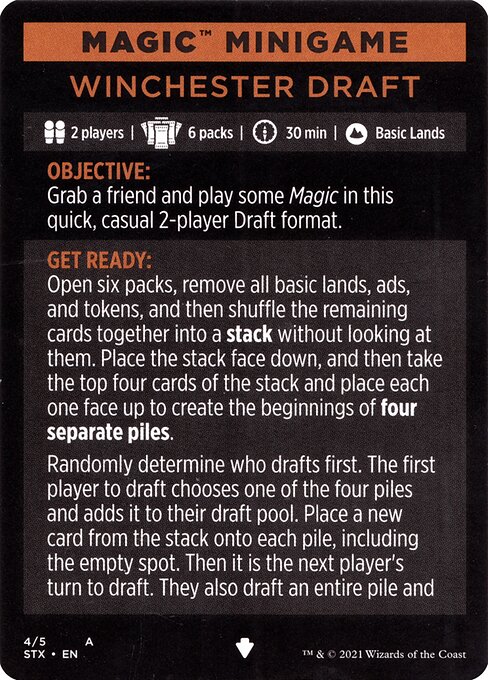 MAGIC™ MINIGAME
WINCHESTER DRAFT
2 players | 6 packs | 30 min | Basic Lands
OBJECTIVE:
Grab a friend and play some Magic in this
quick, casual 2-player Draft format.
GET READY:
Open six packs, remove all basic lands, ads,
and tokens, and then shuffle the remaining
cards together into a stack without looking at
them. Place the stack face down, and then take
the top four cards of the stack and place each
one face up to create the beginnings of four
separate piles.
Randomly determine who drafts first. The first
player to draft chooses one of the four piles
and adds it to their draft pool. Place a new
card from the stack onto each pile, including
the empty spot. Then it is the next player's
turn to draft. They also draft an entire pile and
4/5 A
STX • EN
™ & © 2021 Wizards of the Coast